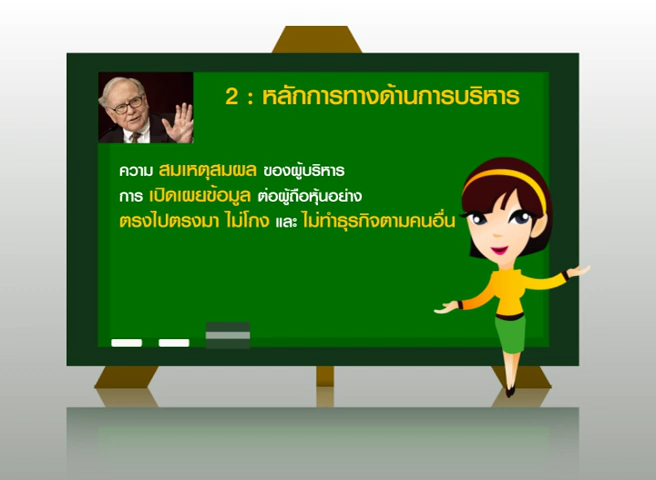 2 : หลักการทางด้านการบริหาร
ความ สมเหตุสมผล ของผู้บริหาร
การ เปิดเผยข้อมูล ต่อผู้ถือหุ้นอย่าง
ตรงไปตรงมา ไม่โกง และ ไม่ทำธุรกิจตามคนอื่น